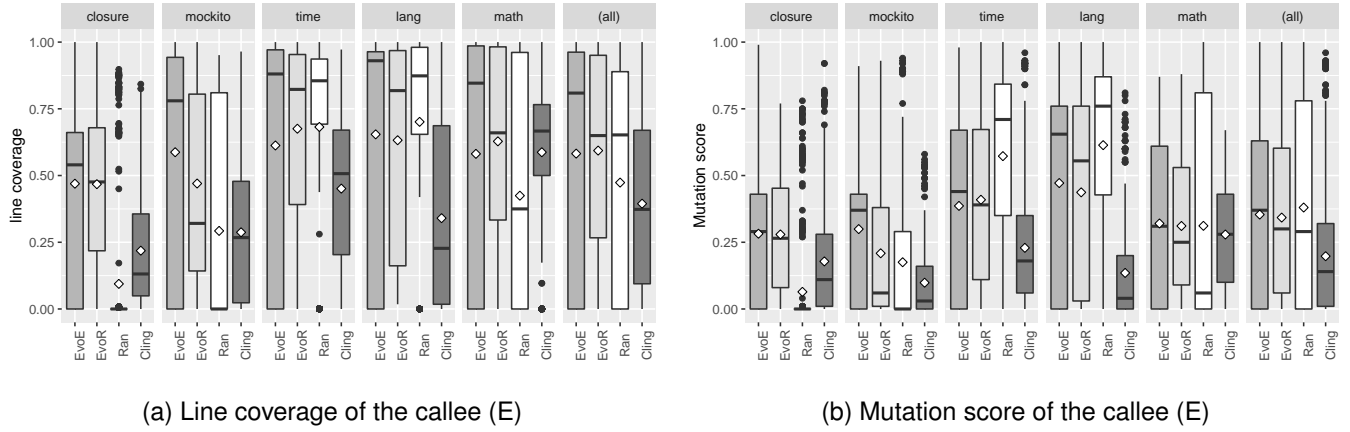 closure mockito time lang math (all)
1.00
0.75
0.50
0.25
0.00
line coverage
EvoE EvoR Ran Cling EvoE EvoR Ran Cling EvoE EvoR Ran Cling EvoE EvoR Ran Cling EvoE EvoR Ran Cling EvoE EvoR Ran Cling
(a) Line coverage of the callee (E)
closure mockito time lang math (all)
1.00
0.75
0.50
0.25
0.00
Mutation score
EvoE EvoR Ran Cling EvoE EvoR Ran Cling EvoE EvoR Ran Cling EvoE EvoR Ran Cling EvoE EvoR Ran Cling EvoE EvoR Ran Cling
(b) Mutation score of the callee (E)